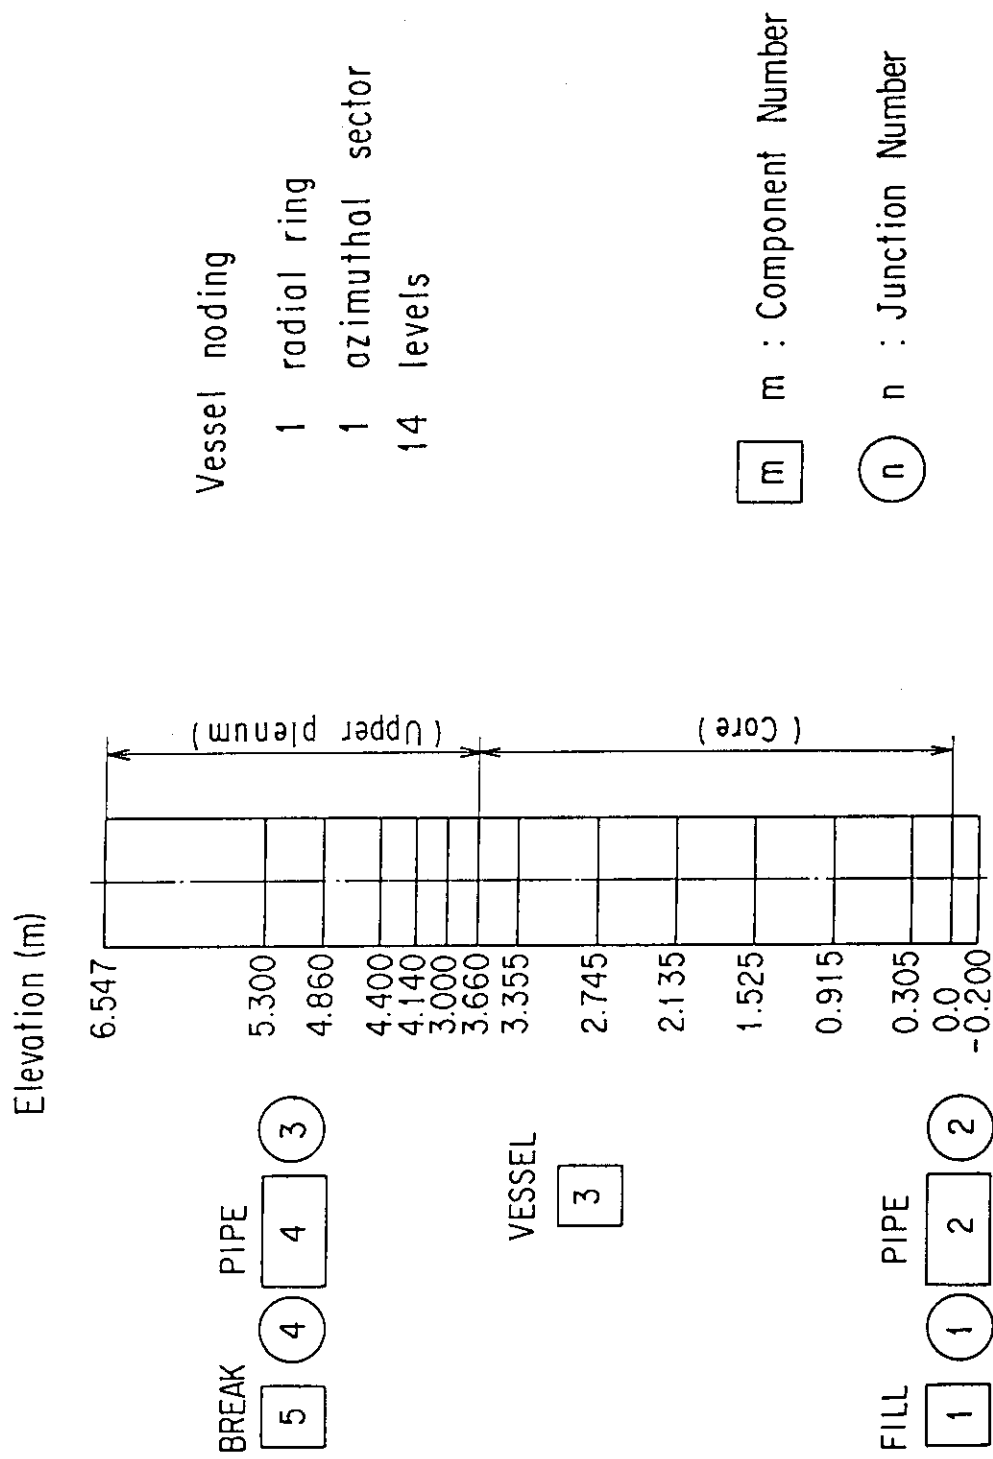 Elevation (m)
6.547
5.300
4.860
4.400
4.140
3.000
3.660
3.355
2.745
2.135
1.525
0.915
0.305
0.0
-0.200
(Upper plenum)
(Core)
BREAK
5
4
PIPE
4
3
VESSEL
3
FILL
1
1
PIPE
2
2
Vessel noding
1 radial ring
1 azimuthal sector
14 levels
m m : Component Number
n n : Junction Number